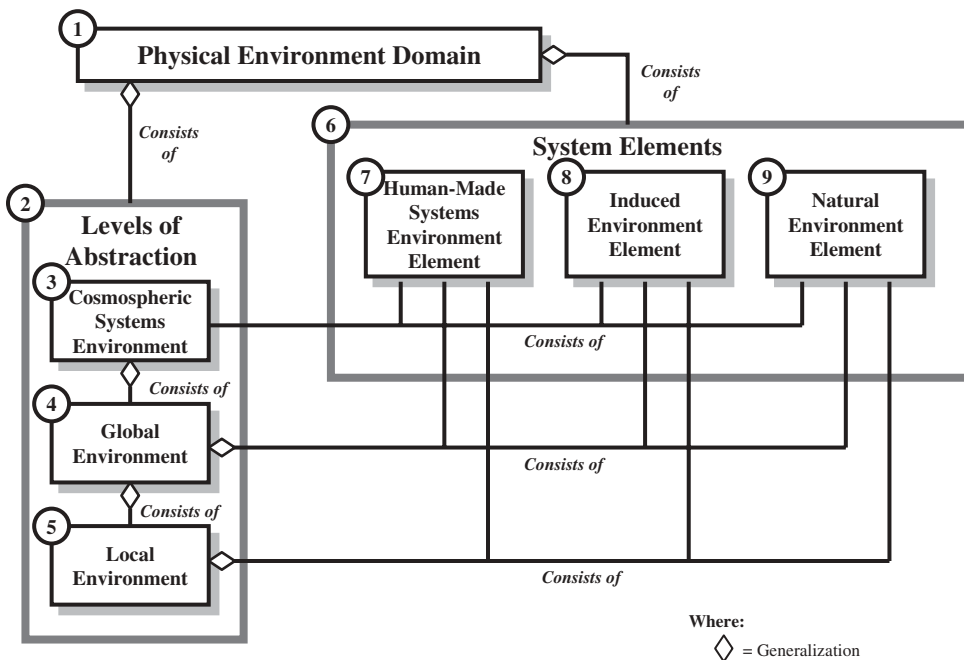 1
Physical Environment Domain
Consists
of
Consists
of
6
System Elements
7
Human-Made
Systems
Environment
Element
8
Induced
Environment
Element
9
Natural
Environment
Element
2
Levels of
Abstraction
3
Cosmospheric
Systems
Environment
Consists of
Consists of
4
Global
Environment
Consists of
Consists of
5
Local
Environment
Consists of
Where:
= Generalization